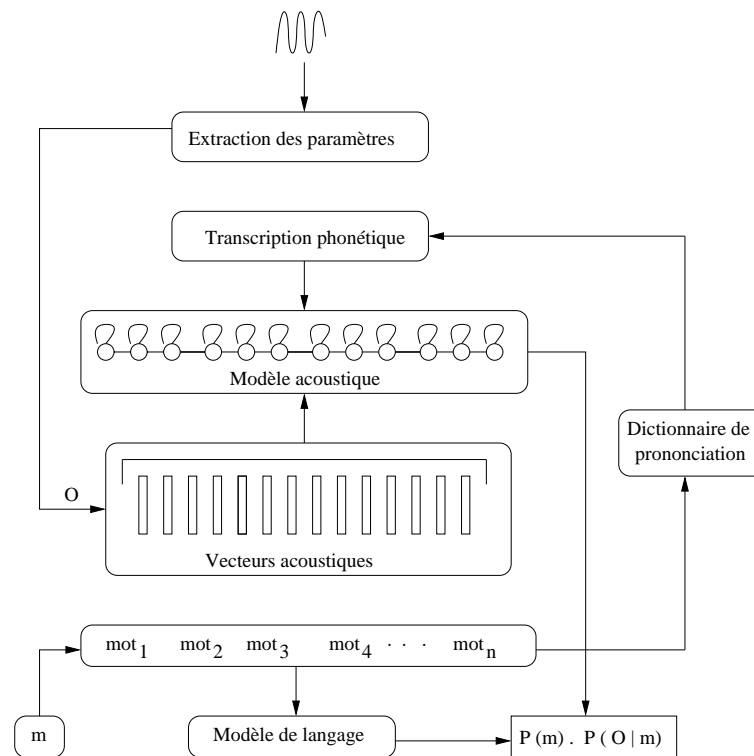 Extraction des paramètres
Transcription phonétique
Modèle acoustique
Dictionnaire de
prononciation
O
Vecteurs acoustiques
mot₁ mot₂ mot₃ mot₄ · · · motₙ
m
Modèle de langage
P (m) . P ( O | m)